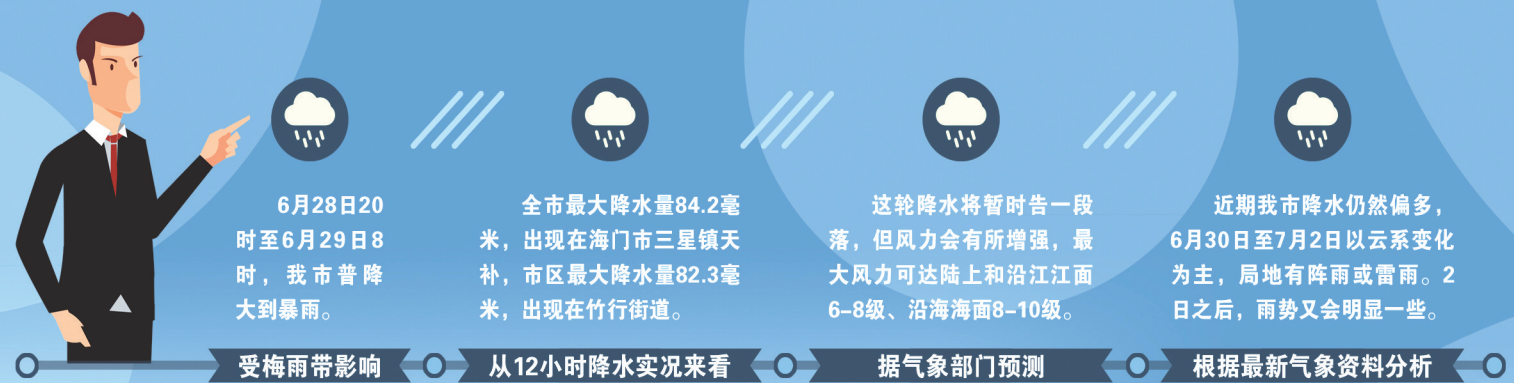 6月28日20
时至6月29日8
时，我市普降
大到暴雨。
受梅雨带影响
全市最大降水量84.2毫
米，出现在海门市三星镇天
补，市区最大降水量82.3毫
米，出现在竹行街道。
从12小时降水实况来看
这轮降水将暂时告一段
落，但风力会有所增强，最
大风力可达陆上和沿江江面
6-8级、沿海海面8-10级。
据气象部门预测
近期我市降水仍然偏多，
6月30日至7月2日以云系变化
为主，局地有阵雨或雷雨。2
日之后，雨势又会明显一些。
根据最新气象资料分析